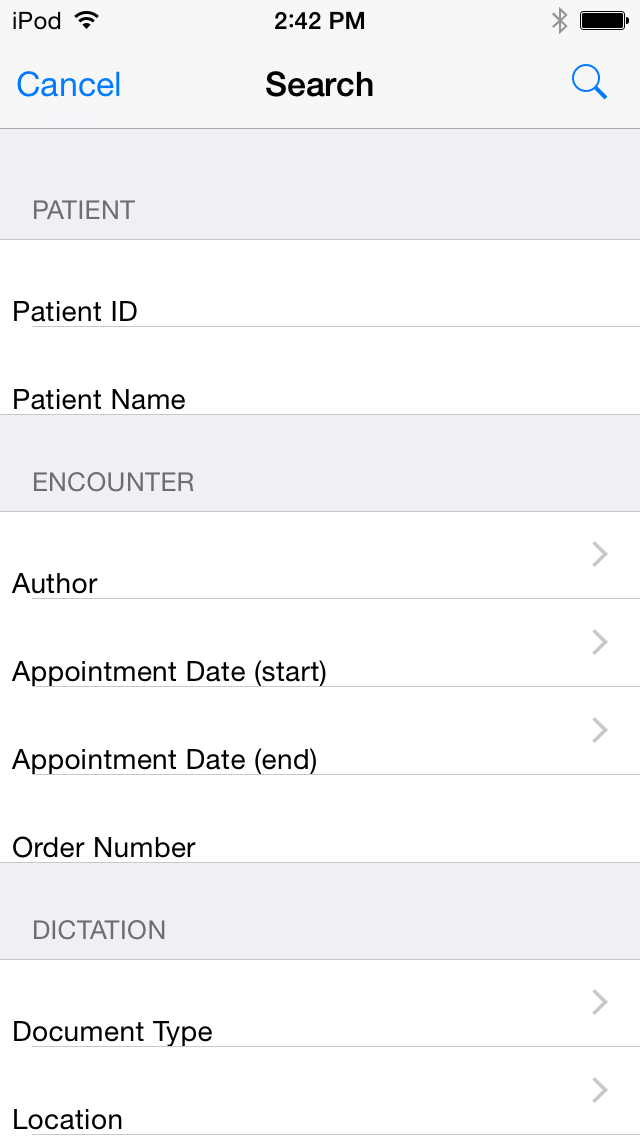 iPod 2:42 PM
Cancel Search
PATIENT
Patient ID
Patient Name
ENCOUNTER
Author
Appointment Date (start)
Appointment Date (end)
Order Number
DICTATION
Document Type
Location